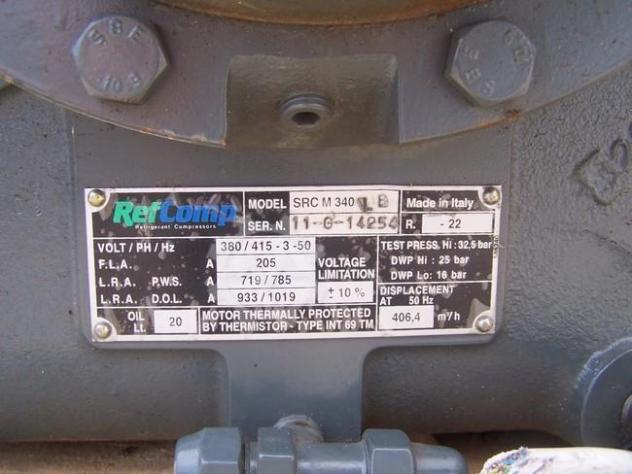 SBE
10.9
RefComp
Refrigerant Compressors
MODEL SRC M 340 L B
Made in Italy
SER. N. 11-G-14254
R. - 22
VOLT / PH / Hz 380 / 415 - 3 -50
F.L.A. A 205
L.R.A. P.W.S. A 719 / 785
L.R.A. D.O.L. A 933 / 1019
VOLTAGE
LIMITATION
± 10 %
TEST PRESS. Hi : 32,5 bar
DWP Hi : 25 bar
DWP Lo : 16 bar
DISPLACEMENT
AT 50 Hz
406,4 m³/h
OIL
Lt. 20
MOTOR THERMALLY PROTECTED
BY THERMISTOR - TYPE INT 69 TM